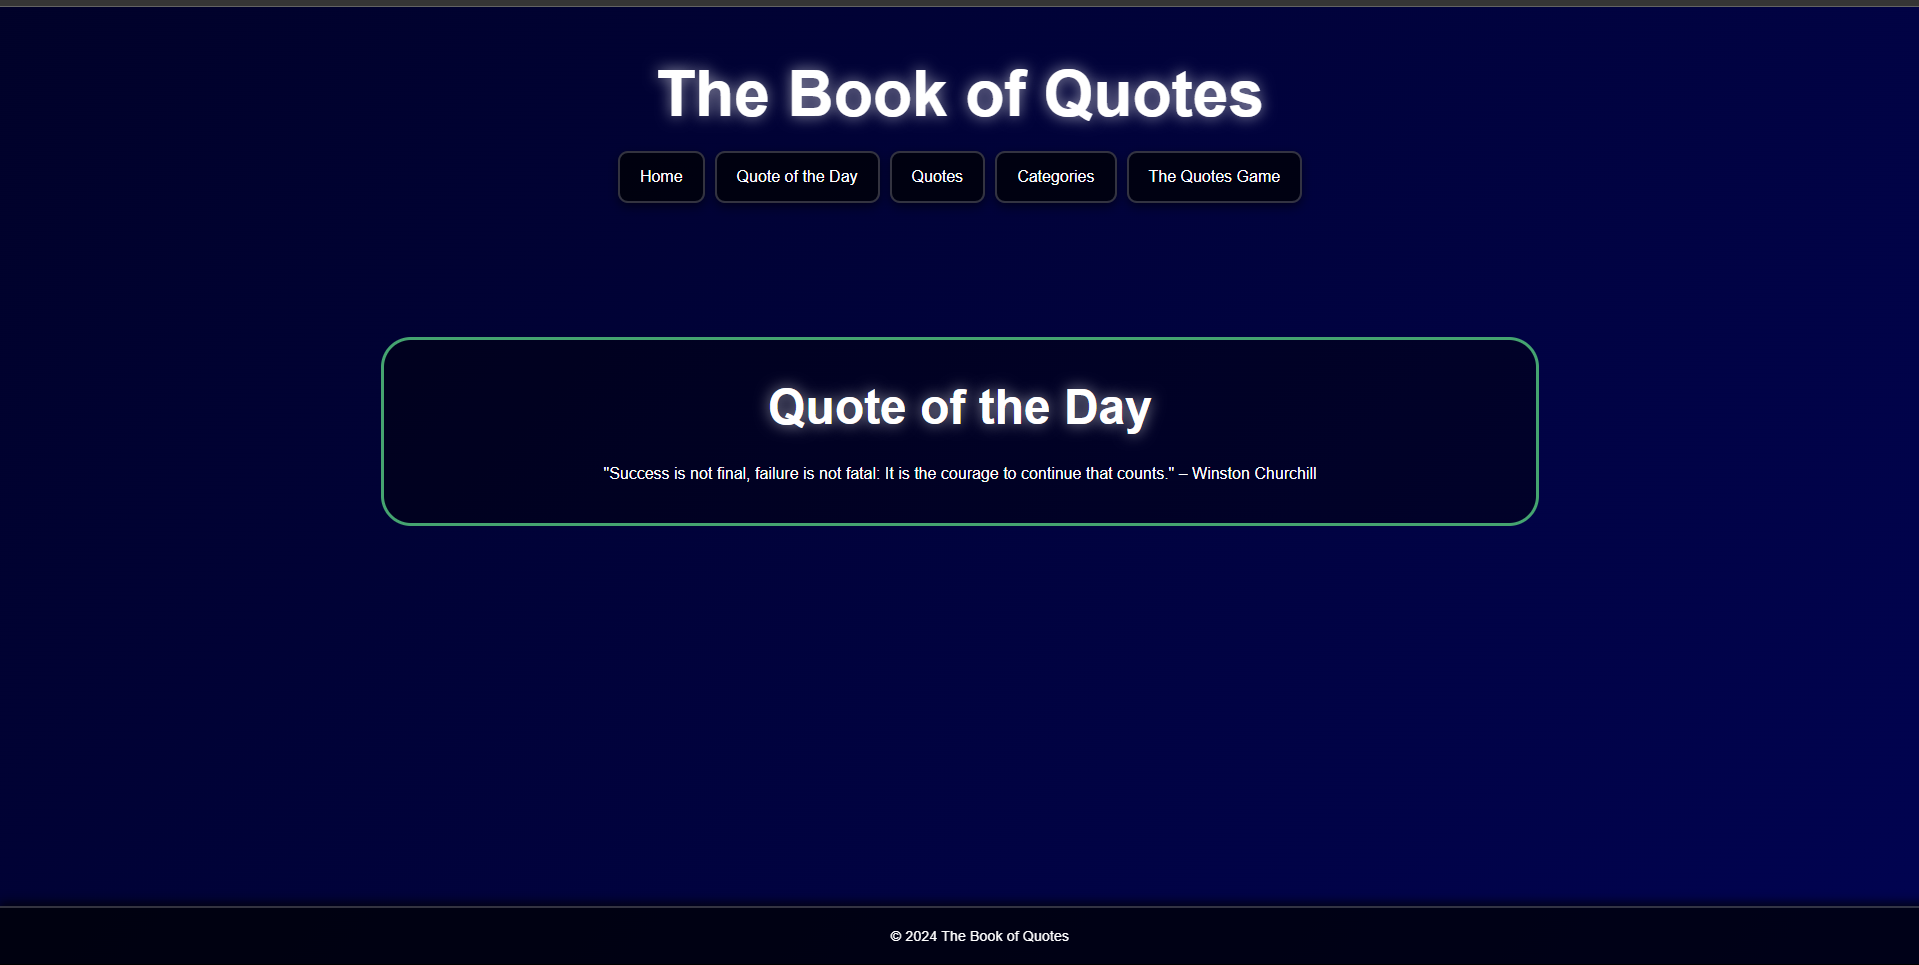 The Book of Quotes
Home
Quote of the Day
Quotes
Categories
The Quotes Game
Quote of the Day
"Success is not final, failure is not fatal: It is the courage to continue that counts." – Winston Churchill
© 2024 The Book of Quotes